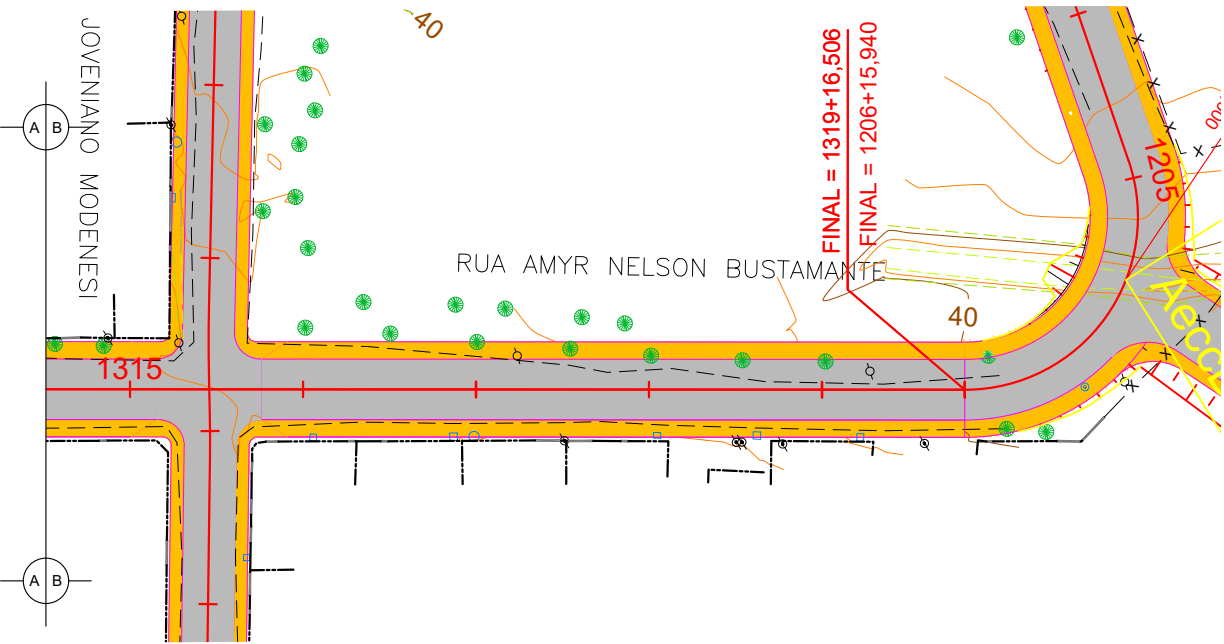 40
JOVENIANO MODENESI
A B
FINAL = 1319+16,506
FINAL = 1206+15,940
1205
RUA AMYR NELSON BUSTAMANTE
40
1315
A B